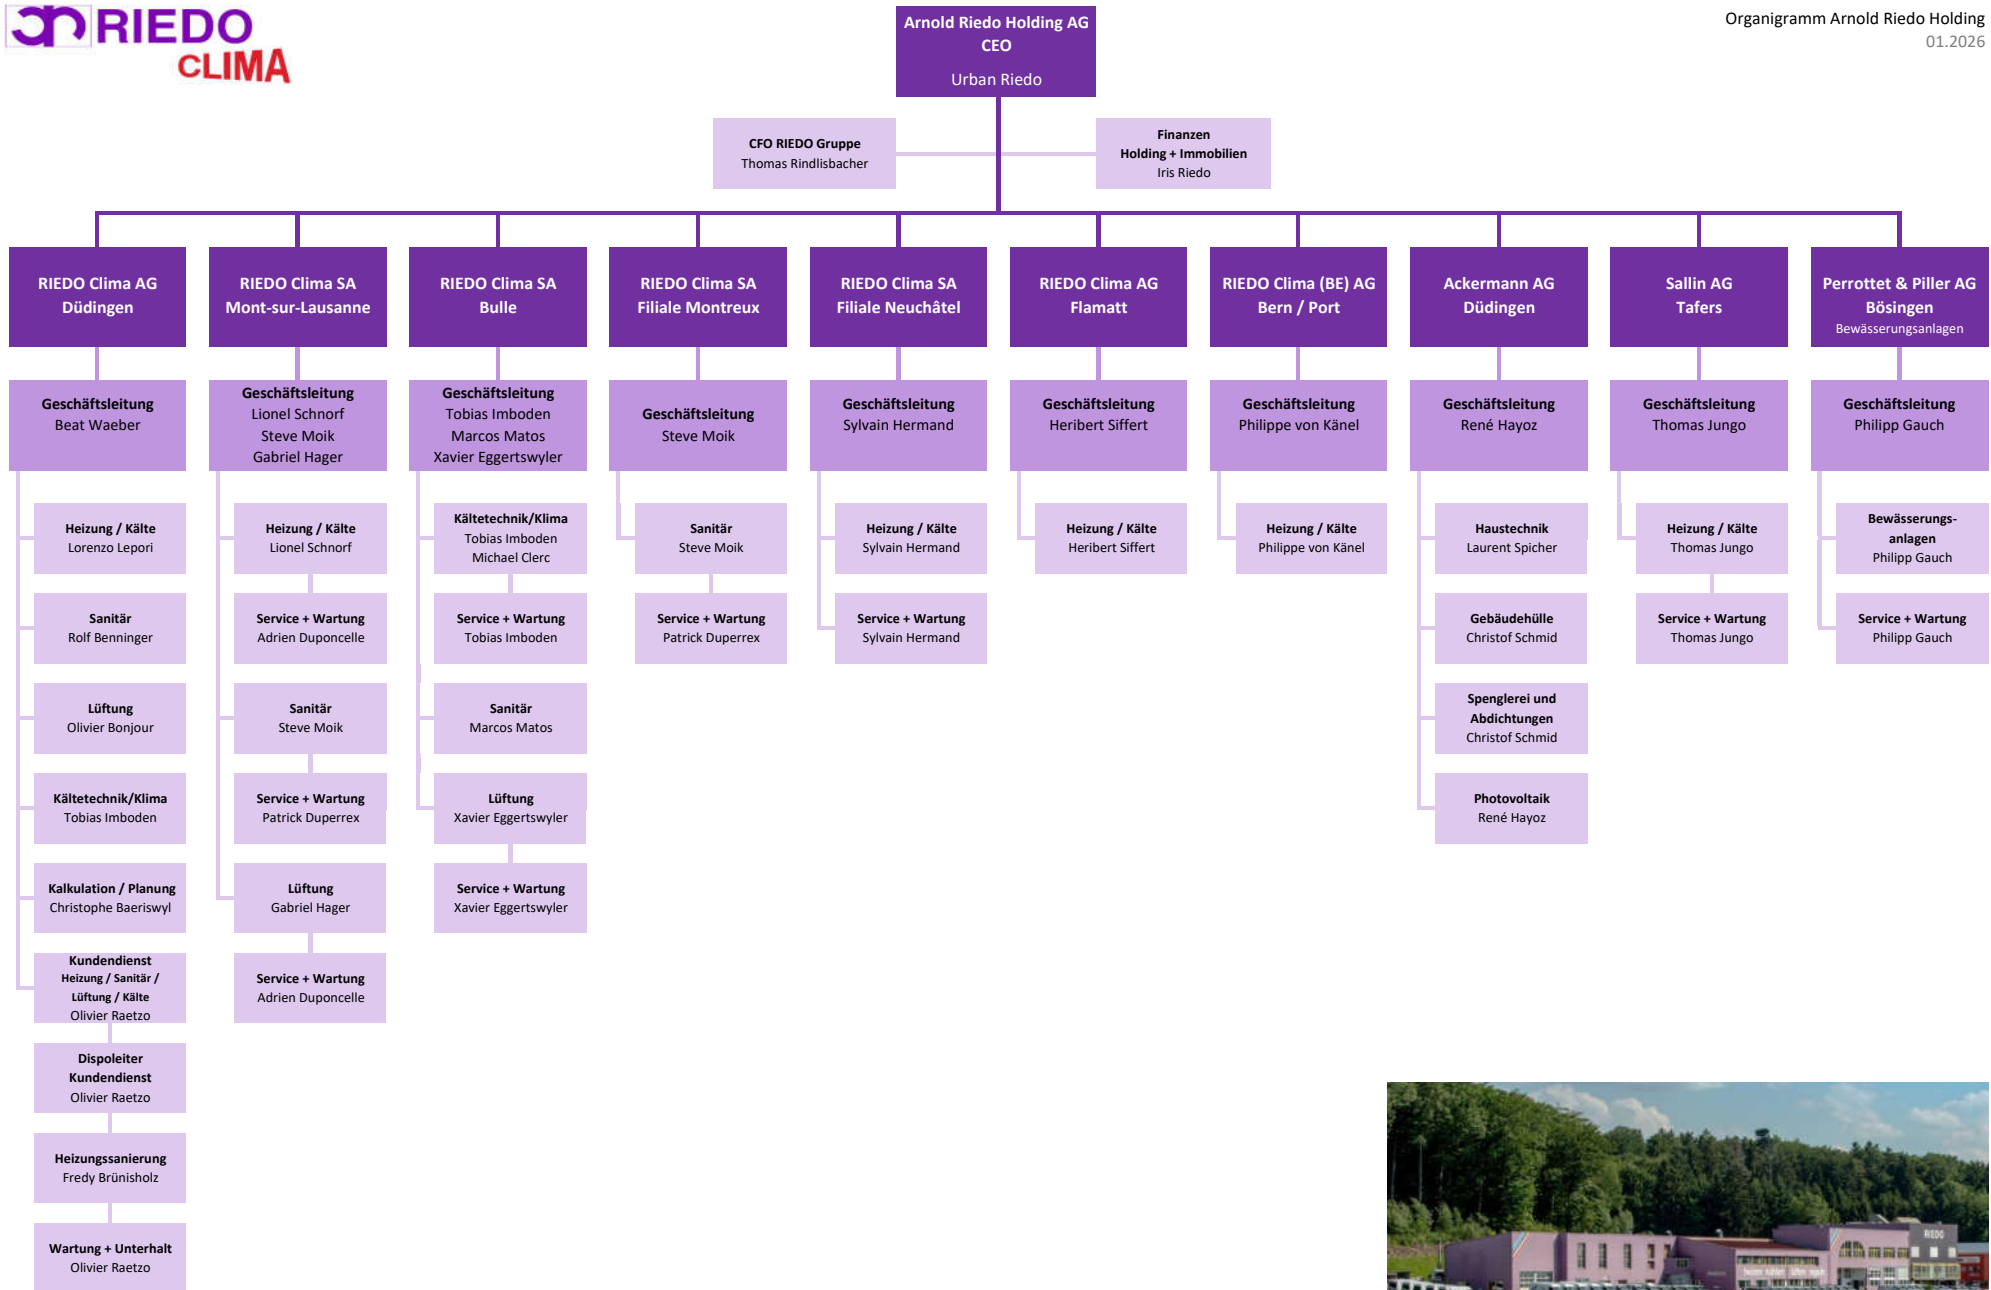 RIEDO
CLIMA
Arnold Riedo Holding AG
CEO
Urban Riedo
Organigramm Arnold Riedo Holding
01.2026
CFO RIEDO Gruppe
Thomas Rindlisbacher
Finanzen
Holding + Immobilien
Iris Riedo
RIEDO Clima AG
Düdingen
Geschäftsleitung
Beat Waeber
Heizung / Kälte
Lorenzo Lepori
Sanitär
Rolf Benninger
Lüftung
Olivier Bonjour
Kältetechnik/Klima
Tobias Imboden
Kalkulation / Planung
Christophe Baeriswyl
Kundendienst
Heizung / Sanitär /
Lüftung / Kälte
Olivier Raetzo
Dispoleiter
Kundendienst
Olivier Raetzo
Heizungssanierung
Fredy Brünisholz
Wartung + Unterhalt
Olivier Raetzo
RIEDO Clima SA
Mont-sur-Lausanne
Geschäftsleitung
Lionel Schnorf
Steve Moik
Gabriel Hager
Heizung / Kälte
Lionel Schnorf
Service + Wartung
Adrien Duponcelle
Sanitär
Steve Moik
Service + Wartung
Patrick Duperrex
Lüftung
Gabriel Hager
Service + Wartung
Adrien Duponcelle
RIEDO Clima SA
Bulle
Geschäftsleitung
Tobias Imboden
Marcos Matos
Xavier Eggertswyler
Kältetechnik/Klima
Tobias Imboden
Michael Clerc
Service + Wartung
Tobias Imboden
Sanitär
Marcos Matos
Lüftung
Xavier Eggertswyler
Service + Wartung
Xavier Eggertswyler
RIEDO Clima SA
Filiale Montreux
Geschäftsleitung
Steve Moik
Sanitär
Steve Moik
Service + Wartung
Patrick Duperrex
RIEDO Clima SA
Filiale Neuchâtel
Geschäftsleitung
Sylvain Hermand
Heizung / Kälte
Sylvain Hermand
Service + Wartung
Sylvain Hermand
RIEDO Clima AG
Flamatt
Geschäftsleitung
Heribert Siffert
Heizung / Kälte
Heribert Siffert
RIEDO Clima (BE) AG
Bern / Port
Geschäftsleitung
Philippe von Känel
Heizung / Kälte
Philippe von Känel
Ackermann AG
Düdingen
Geschäftsleitung
René Hayoz
Haustechnik
Laurent Spicher
Gebäudehülle
Christof Schmid
Spenglerei und
Abdichtungen
Christof Schmid
Photovoltaik
René Hayoz
Sallin AG
Tafers
Geschäftsleitung
Thomas Jungo
Heizung / Kälte
Thomas Jungo
Service + Wartung
Thomas Jungo
Perrottet & Piller AG
Bösingen
Bewässerungsanlagen
Geschäftsleitung
Philipp Gauch
Bewässerungs-
anlagen
Philipp Gauch
Service + Wartung
Philipp Gauch
RIEDO